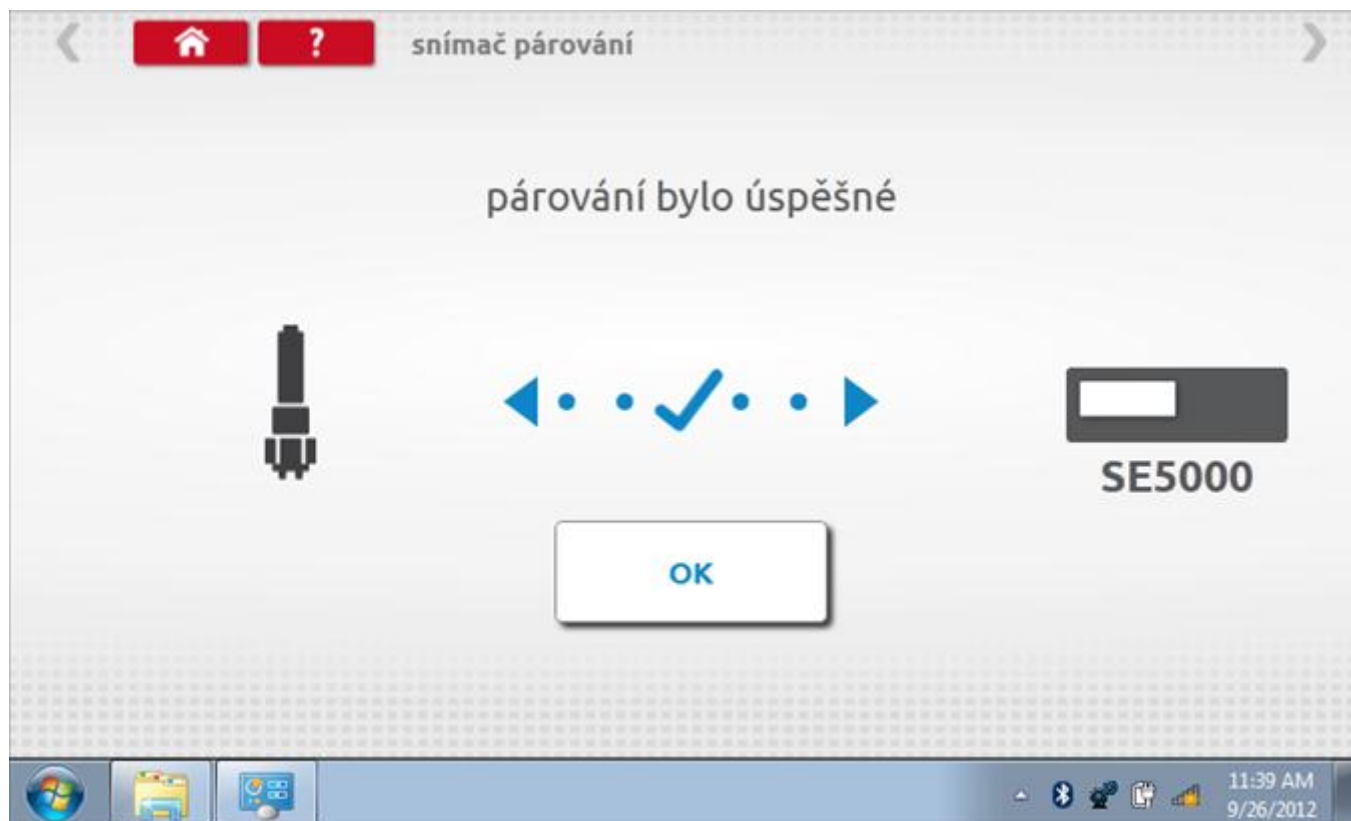 ?
snímač párování
párování bylo úspěšné
SE5000
OK
11:39 AM
9/26/2012